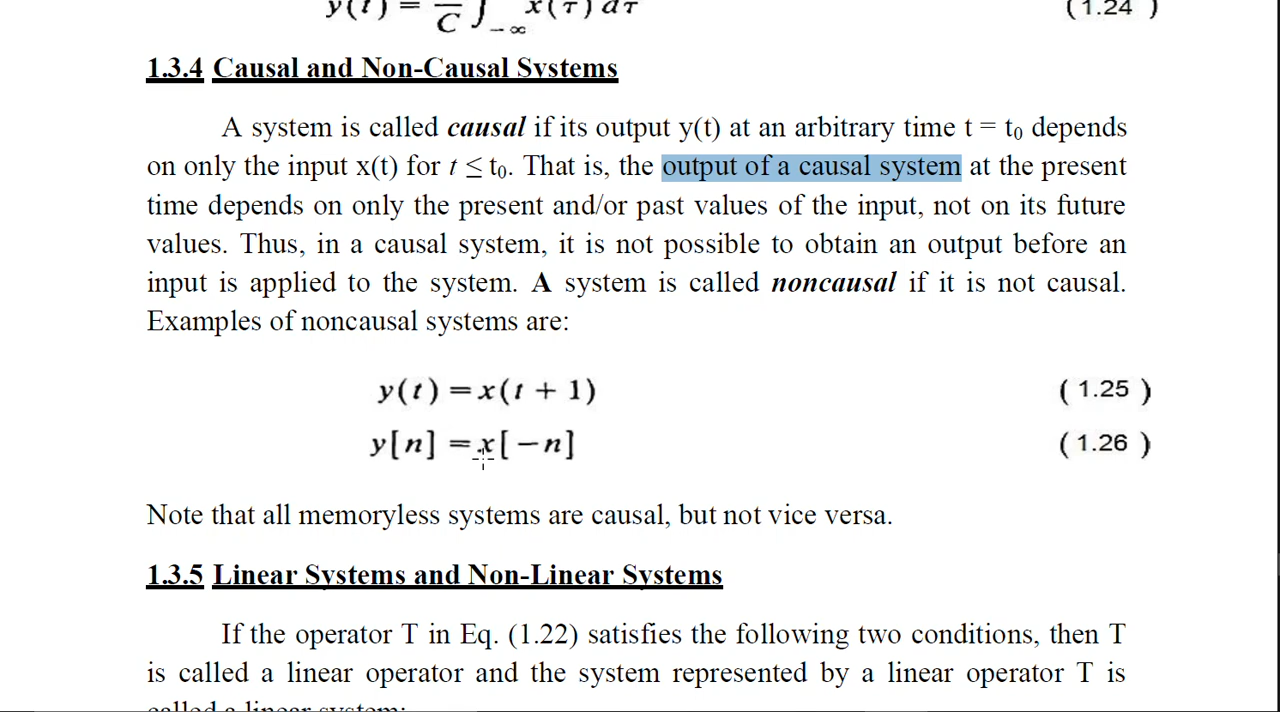 y(t) = 1/C ∫_{-∞} x(τ) dτ (1.24 )
1.3.4 Causal and Non-Causal Systems
A system is called causal if its output y(t) at an arbitrary time t = t₀ depends
on only the input x(t) for t ≤ t₀. That is, the output of a causal system at the present
time depends on only the present and/or past values of the input, not on its future
values. Thus, in a causal system, it is not possible to obtain an output before an
input is applied to the system. A system is called noncausal if it is not causal.
Examples of noncausal systems are:
y(t) = x(t + 1) ( 1.25 )
y[n] = x[−n] ( 1.26 )
Note that all memoryless systems are causal, but not vice versa.
1.3.5 Linear Systems and Non-Linear Systems
If the operator T in Eq. (1.22) satisfies the following two conditions, then T
is called a linear operator and the system represented by a linear operator T is
called a linear system: